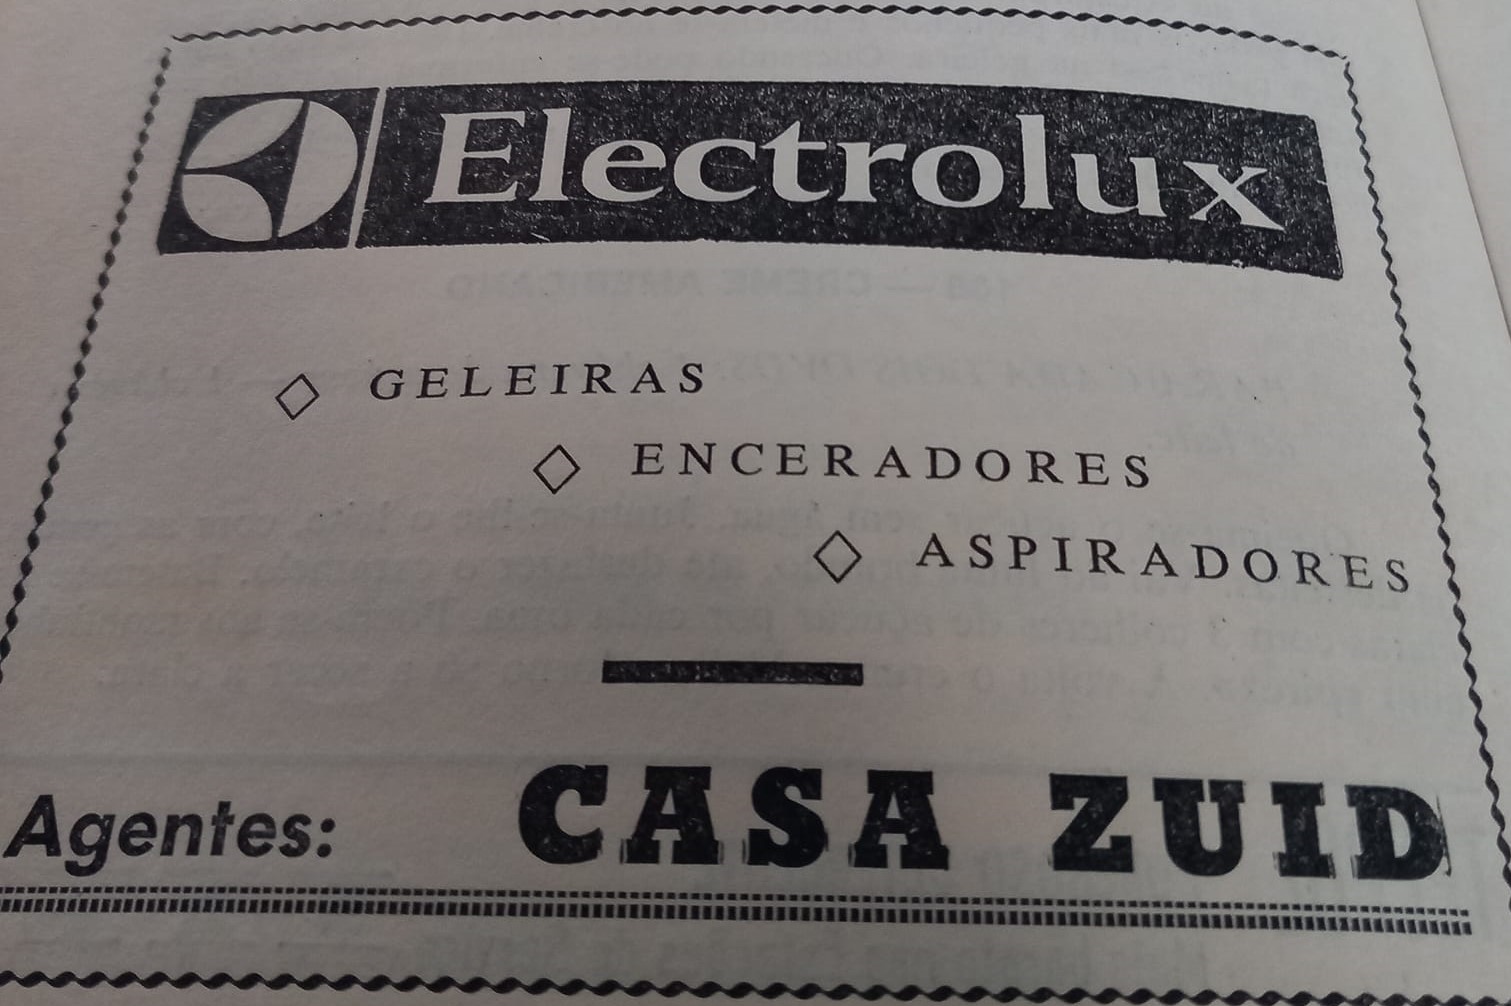 Electrolux
GELEIRAS
ENCERADORES
ASPIRADORES
Agentes: CASA ZUID